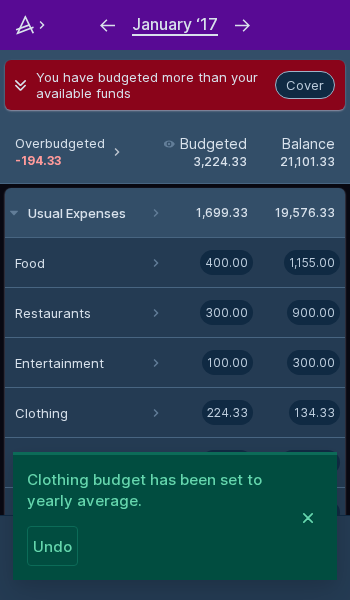 January ‘17
You have budgeted more than your
available funds
Cover
Overbudgeted
-194.33
Budgeted
3,224.33
Balance
21,101.33
Usual Expenses 1,699.33 19,576.33
Food 400.00 1,155.00
Restaurants 300.00 900.00
Entertainment 100.00 300.00
Clothing 224.33 134.33
Clothing budget has been set to
yearly average.
Undo